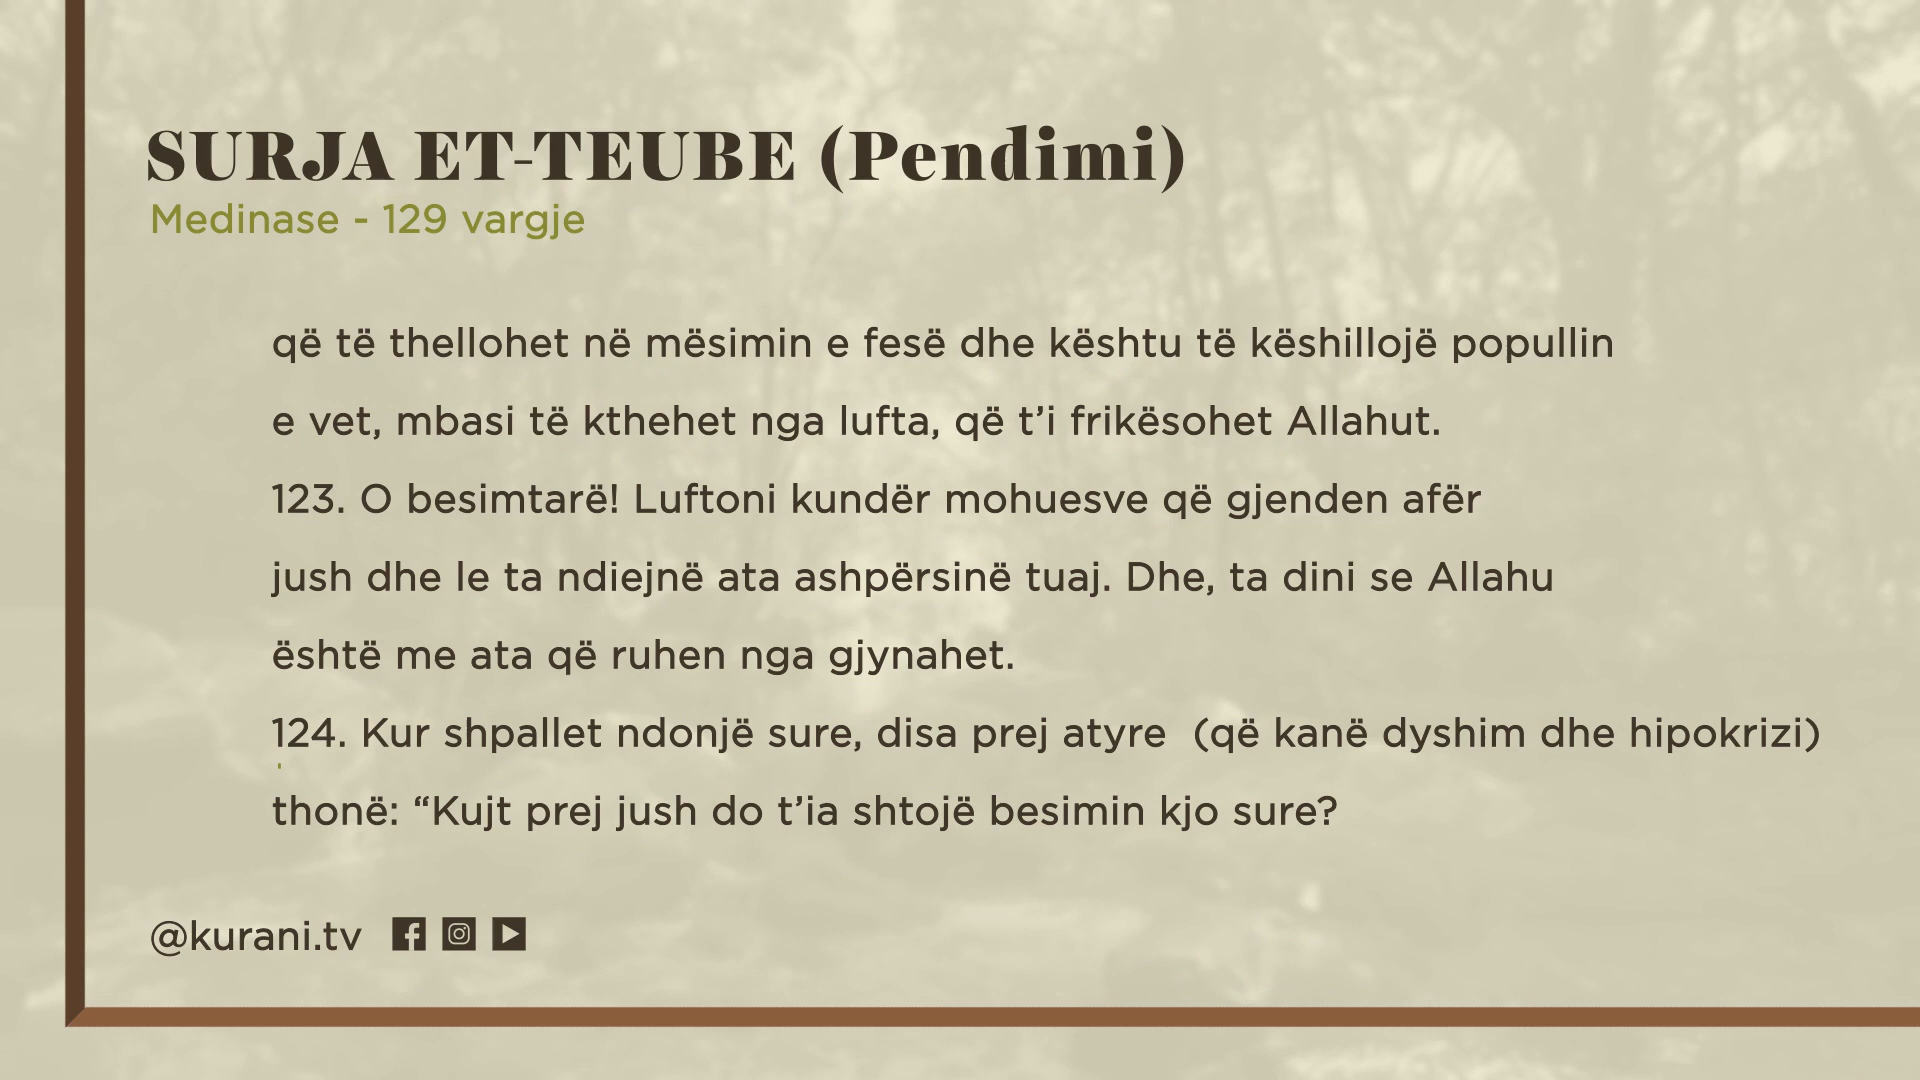 SURJA ET-TEUBE (Pendimi)
Medinase - 129 vargje
që të thellohet në mësimin e fesë dhe kështu të këshillojë popullin
e vet, mbasi të kthehet nga lufta, që t’i frikësohet Allahut.
123. O besimtarë! Luftoni kundër mohuesve që gjenden afër
jush dhe le ta ndiejnë ata ashpërsinë tuaj. Dhe, ta dini se Allahu
është me ata që ruhen nga gjynahet.
124. Kur shpallet ndonjë sure, disa prej atyre  (që kanë dyshim dhe hipokrizi)
thonë: “Kujt prej jush do t’ia shtojë besimin kjo sure?
@kurani.tv